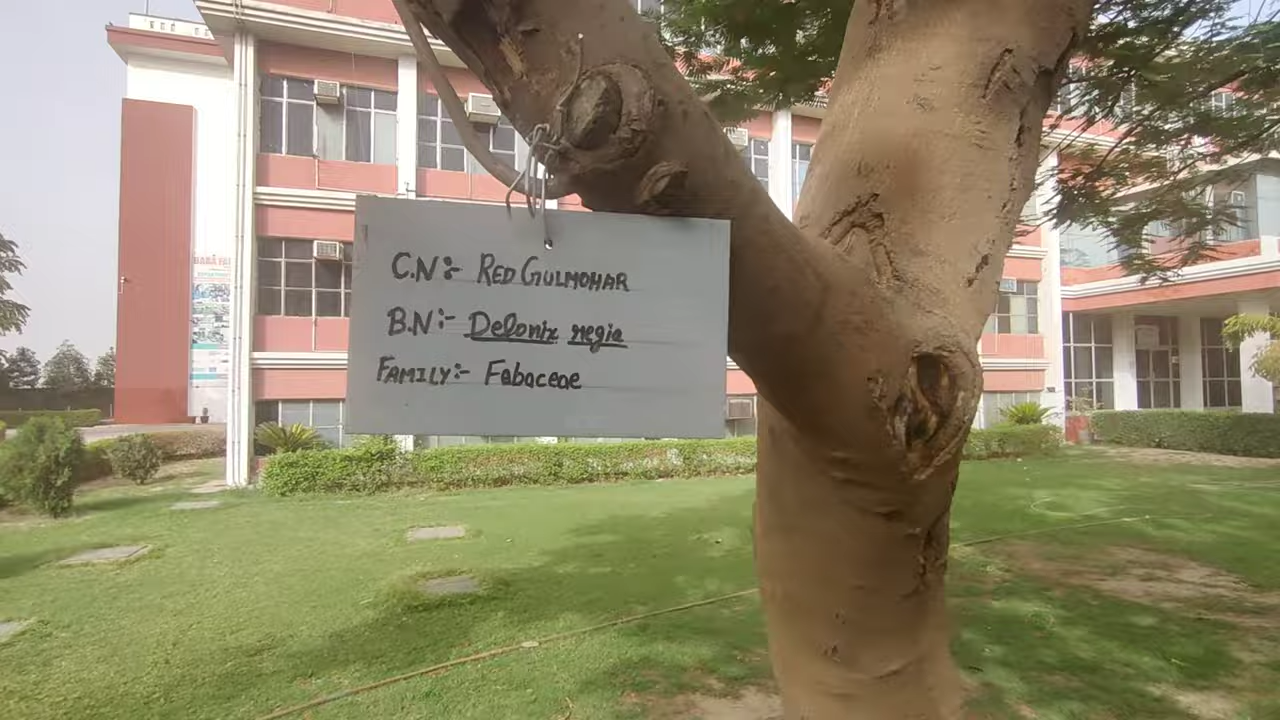 C.N:- RED GULMOHAR
B.N:- Delonix regia
FAMILY:- Fabaceae